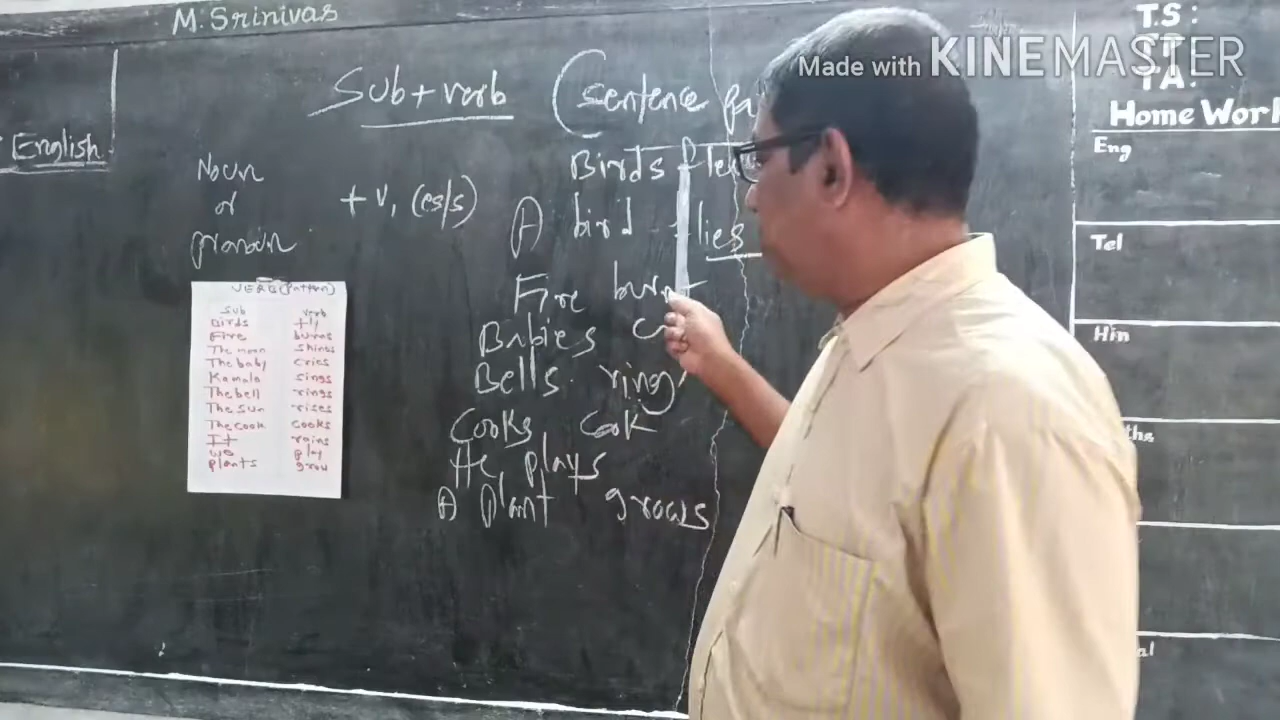 M. Srinivas
Made with KINEMASTER
T.S:
TA:
Home Work
Eng
Tel
Hin
English
Sub + verb (sentence
Noun
or
pronoun
+ V, (es/s)
Birds
A bird flies
Fire
Babies
Bells ring
Cooks Cook
He plays
A plant grows
VERB (Pattern)
Sub verb
Birds fly
Fire burns
The moon shines
The baby cries
Kamala sings
The bell rings
The sun rises
The cook cooks
It rains
We play
plants grow